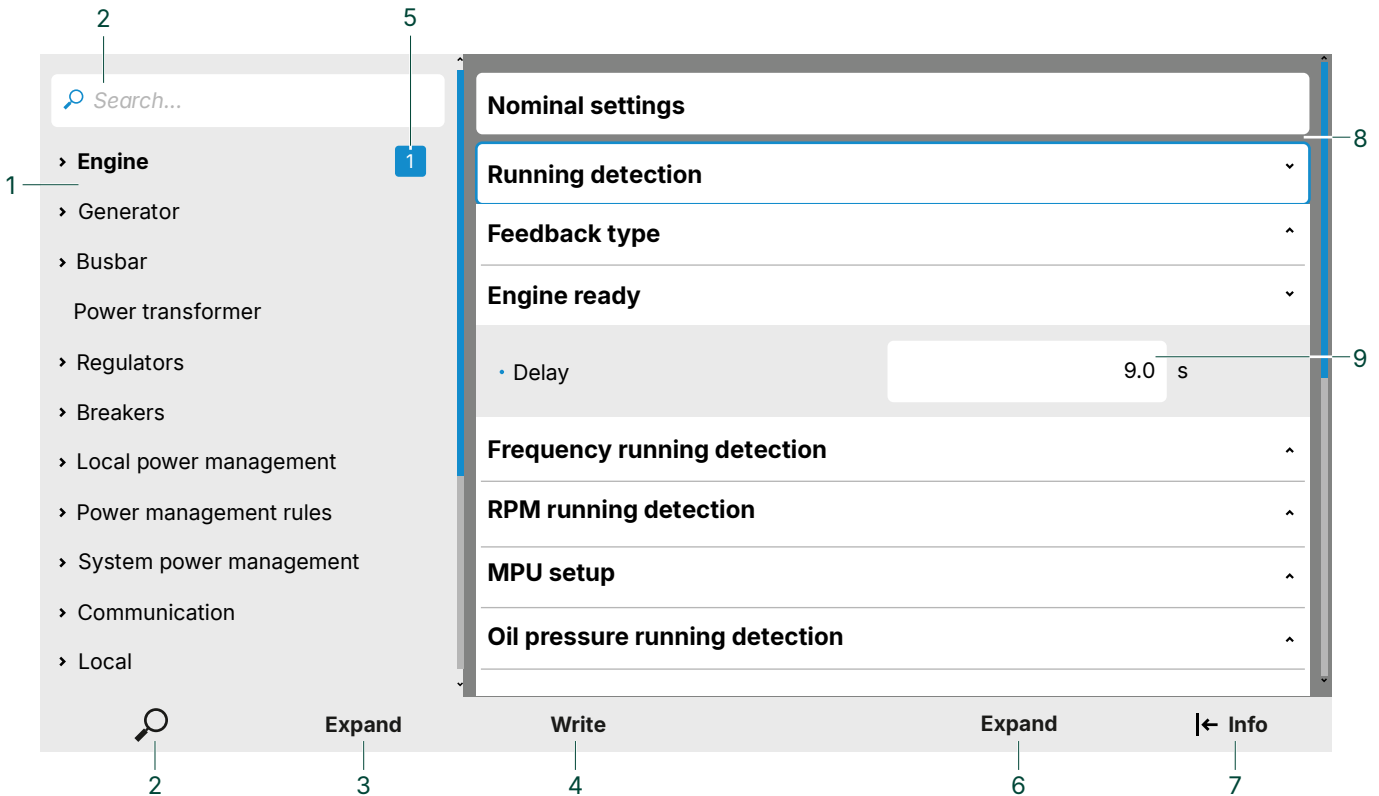 2 5
Search...
Nominal settings
8
Engine 1
Running detection
1
Generator
Feedback type
Busbar
Engine ready
Power transformer
9
Regulators
Delay 9.0 s
Breakers
Frequency running detection
Local power management
RPM running detection
Power management rules
MPU setup
System power management
Communication
Oil pressure running detection
Local
Expand Write Expand Info
2 3 4 6 7